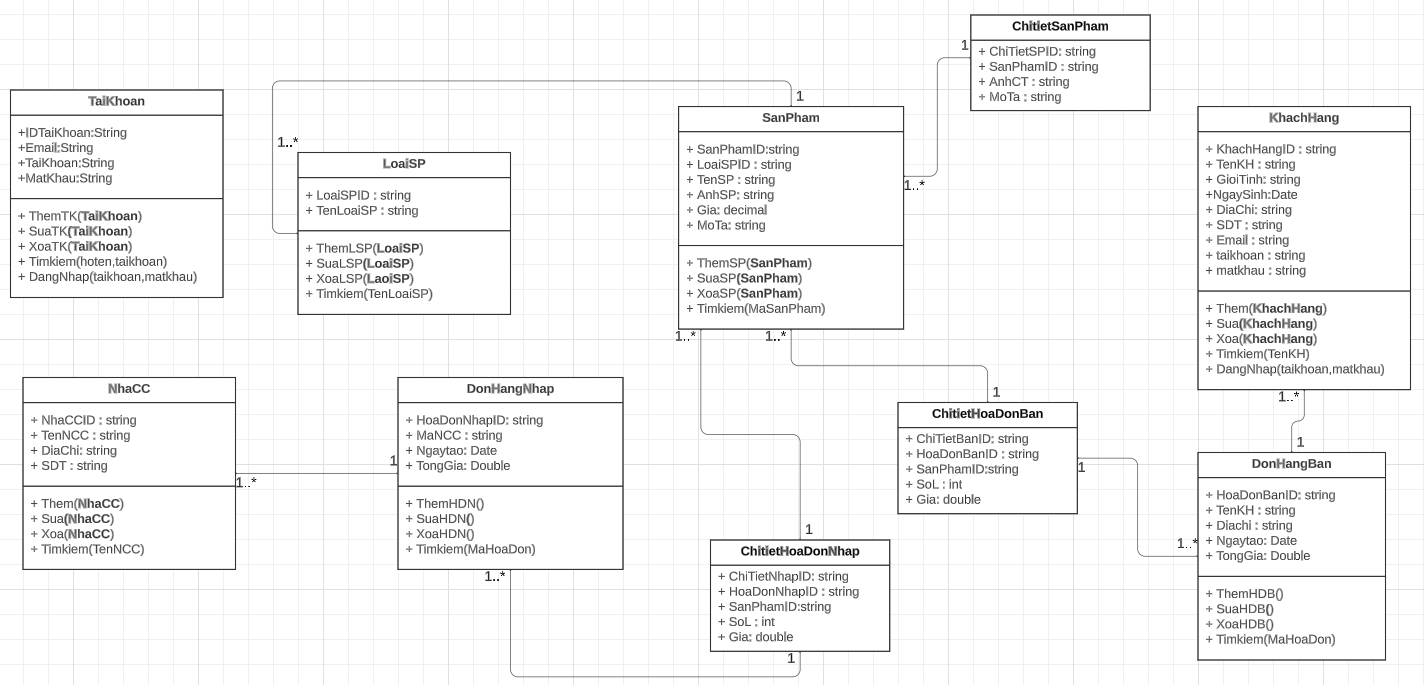 ChitietSanPham
+ ChiTietSPID: string
+ SanPhamID : string
+ AnhCT : string
+ MoTa : string
1
1..*
TaiKhoan
+IDTaiKhoan:String
+Email:String
+TaiKhoan:String
+MatKhau:String
+ ThemTK(TaiKhoan)
+ SuaTK(TaiKhoan)
+ XoaTK(TaiKhoan)
+ Timkiem(hoten,taikhoan)
+ DangNhap(taikhoan,matkhau)
1..*
1
LoaiSP
+ LoaiSPID : string
+ TenLoaiSP : string
+ ThemLSP(LoaiSP)
+ SuaLSP(LoaiSP)
+ XoaLSP(LaoiSP)
+ Timkiem(TenLoaiSP)
SanPham
+ SanPhamID:string
+ LoaiSPID : string
+ TenSP : string
+ AnhSP: string
+ Gia: decimal
+ MoTa: string
+ ThemSP(SanPham)
+ SuaSP(SanPham)
+ XoaSP(SanPham)
+ Timkiem(MaSanPham)
1..*
1..*
KhachHang
+ KhachHangID : string
+ TenKH : string
+ GioiTinh: string
+NgaySinh:Date
+ DiaChi: string
+ SDT : string
+ Email : string
+ taikhoan : string
+ matkhau : string
+ Them(KhachHang)
+ Sua(KhachHang)
+ Xoa(KhachHang)
+ Timkiem(TenKH)
+ DangNhap(taikhoan,matkhau)
1..*
1
NhaCC
+ NhaCCID : string
+ TenNCC : string
+ DiaChi : string
+ SDT : string
+ Them(NhaCC)
+ Sua(NhaCC)
+ Xoa(NhaCC)
+ Timkiem(TenNCC)
1..*
1
DonHangNhap
+ HoaDonNhapID: string
+ MaNCC : string
+ Ngaytao: Date
+ TongGia: Double
+ ThemHDN()
+ SuaHDN()
+ XoaHDN()
+ Timkiem(MaHoaDon)
1..*
1
ChitietHoaDonBan
+ ChiTietBanID: string
+ HoaDonBanID : string
+ SanPhamID:string
+ SoL : int
+ Gia: double
1
1..*
DonHangBan
+ HoaDonBanID: string
+ TenKH : string
+ Diachi : string
+ Ngaytao: Date
+ TongGia: Double
+ ThemHDB()
+ SuaHDB()
+ XoaHDB()
+ Timkiem(MaHoaDon)
1
ChitietHoaDonNhap
+ ChiTietNhapID: string
+ HoaDonNhapID : string
+ SanPhamID:string
+ SoL : int
+ Gia: double
1